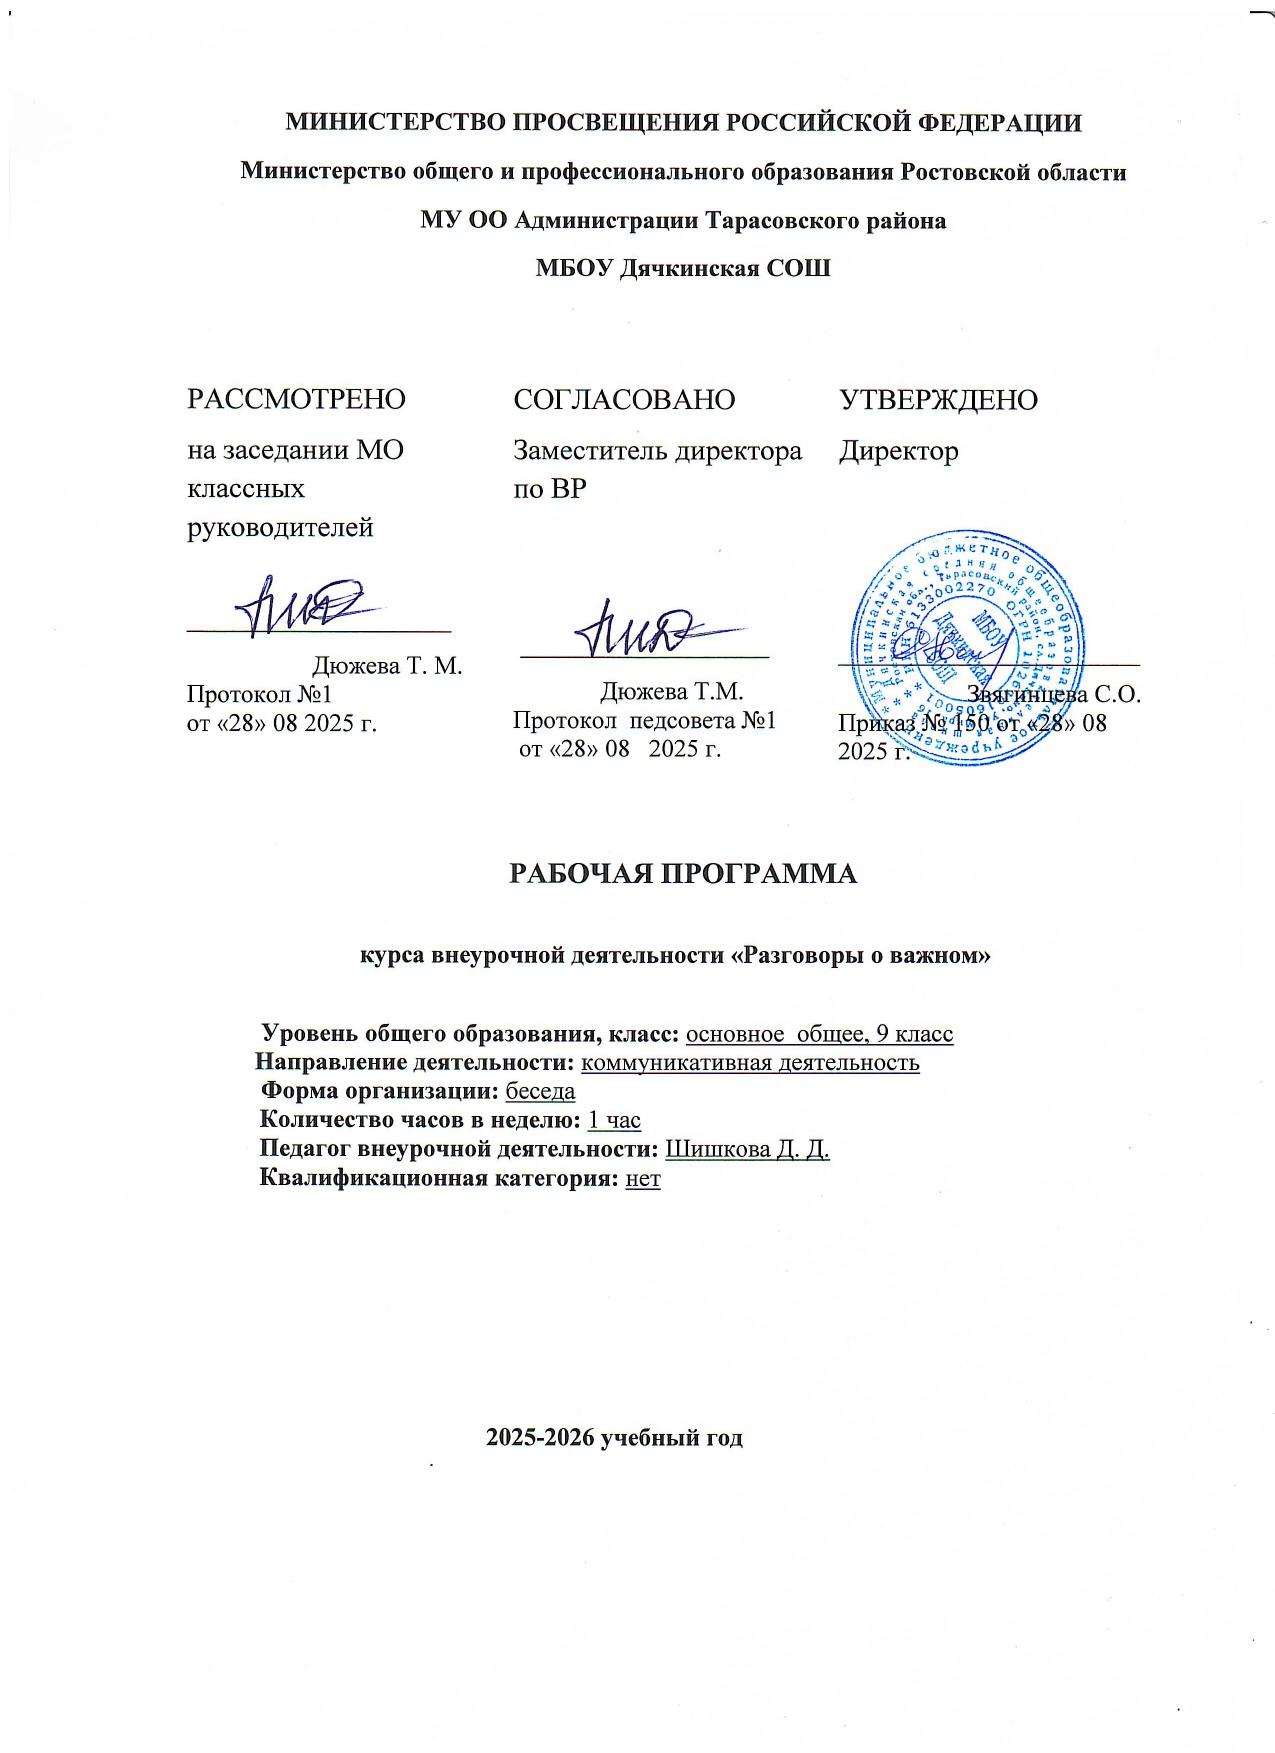 МИНИСТЕРСТВО ПРОСВЕЩЕНИЯ РОССИЙСКОЙ ФЕДЕРАЦИИ
Министерство общего и профессионального образования Ростовской области
МУ ОО Администрации Тарасовского района
МБОУ Дячкинская СОШ
РАССМОТРЕНО
на заседании МО
классных
руководителей
Дюжева Т. М.
Протокол №1
от «28» 08 2025 г.
СОГЛАСОВАНО
Заместитель директора
по ВР
Дюжева Т.М.
Протокол педсовета №1
от «28» 08 2025 г.
УТВЕРЖДЕНО
Директор
Звягинцева С.О.
Приказ № 150 от «28» 08
2025 г.
МБОУ
Дячкинская
СОШ
РАБОЧАЯ ПРОГРАММА
курса внеурочной деятельности «Разговоры о важном»
Уровень общего образования, класс: основное общее, 9 класс
Направление деятельности: коммуникативная деятельность
Форма организации: беседа
Количество часов в неделю: 1 час
Педагог внеурочной деятельности: Шишкова Д. Д.
Квалификационная категория: нет
2025-2026 учебный год